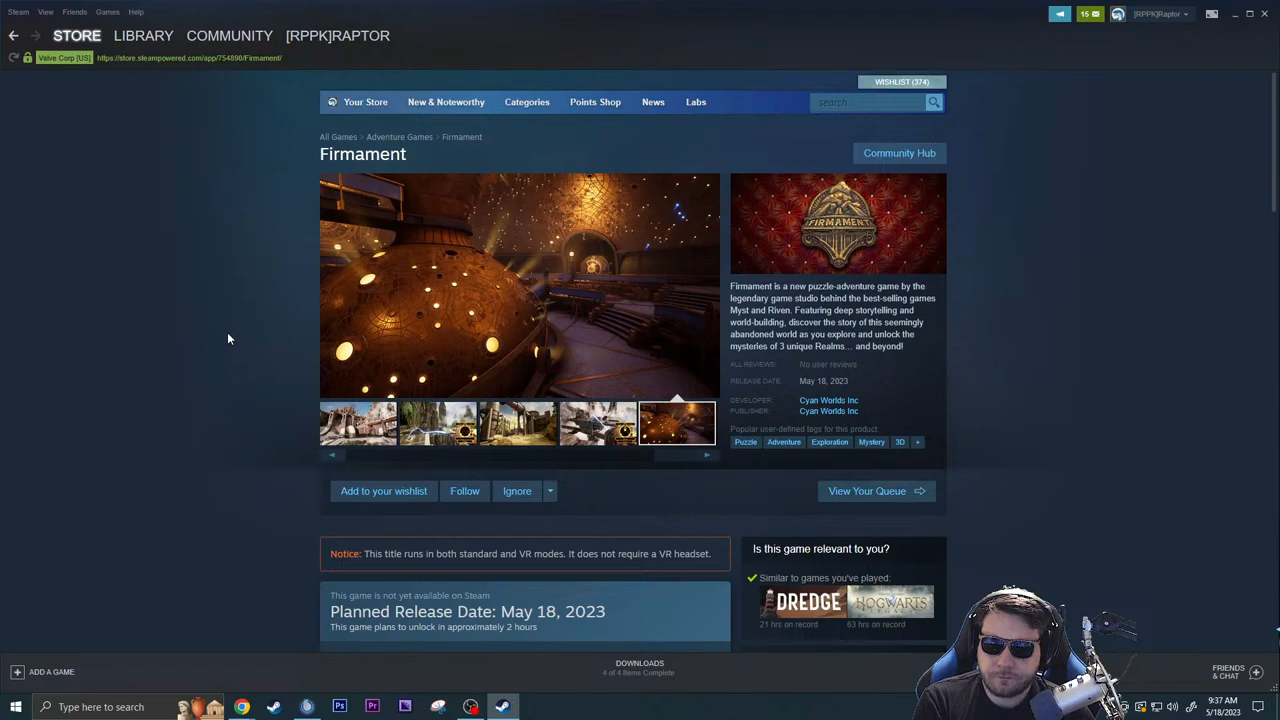 Steam View Friends Games Help
15 [RPPK]Raptor
STORE LIBRARY COMMUNITY [RPPK]RAPTOR
Valve Corp [US] https://store.steampowered.com/app/754890/Firmament/
WISHLIST (374)
Your Store New & Noteworthy Categories Points Shop News Labs search
All Games > Adventure Games > Firmament
Firmament
Community Hub
FIRMAMENT
Firmament is a new puzzle-adventure game by the
legendary game studio behind the best-selling games
Myst and Riven. Featuring deep storytelling and
world-building, discover the story of this seemingly
abandoned world as you explore and unlock the
mysteries of 3 unique Realms... and beyond!
ALL REVIEWS: No user reviews
RELEASE DATE: May 18, 2023
DEVELOPER: Cyan Worlds Inc
PUBLISHER: Cyan Worlds Inc
Popular user-defined tags for this product:
Puzzle Adventure Exploration Mystery 3D +
Add to your wishlist Follow Ignore View Your Queue
Notice: This title runs in both standard and VR modes. It does not require a VR headset.
Is this game relevant to you?
Similar to games you've played:
DREDGE HOGWARTS
21 hrs on record 63 hrs on record
This game is not yet available on Steam
Planned Release Date: May 18, 2023
This game plans to unlock in approximately 2 hours
ADD A GAME
DOWNLOADS
4 of 4 Items Complete
FRIENDS
& CHAT
Type here to search
Ps Pr
9:37 AM
5/18/2023